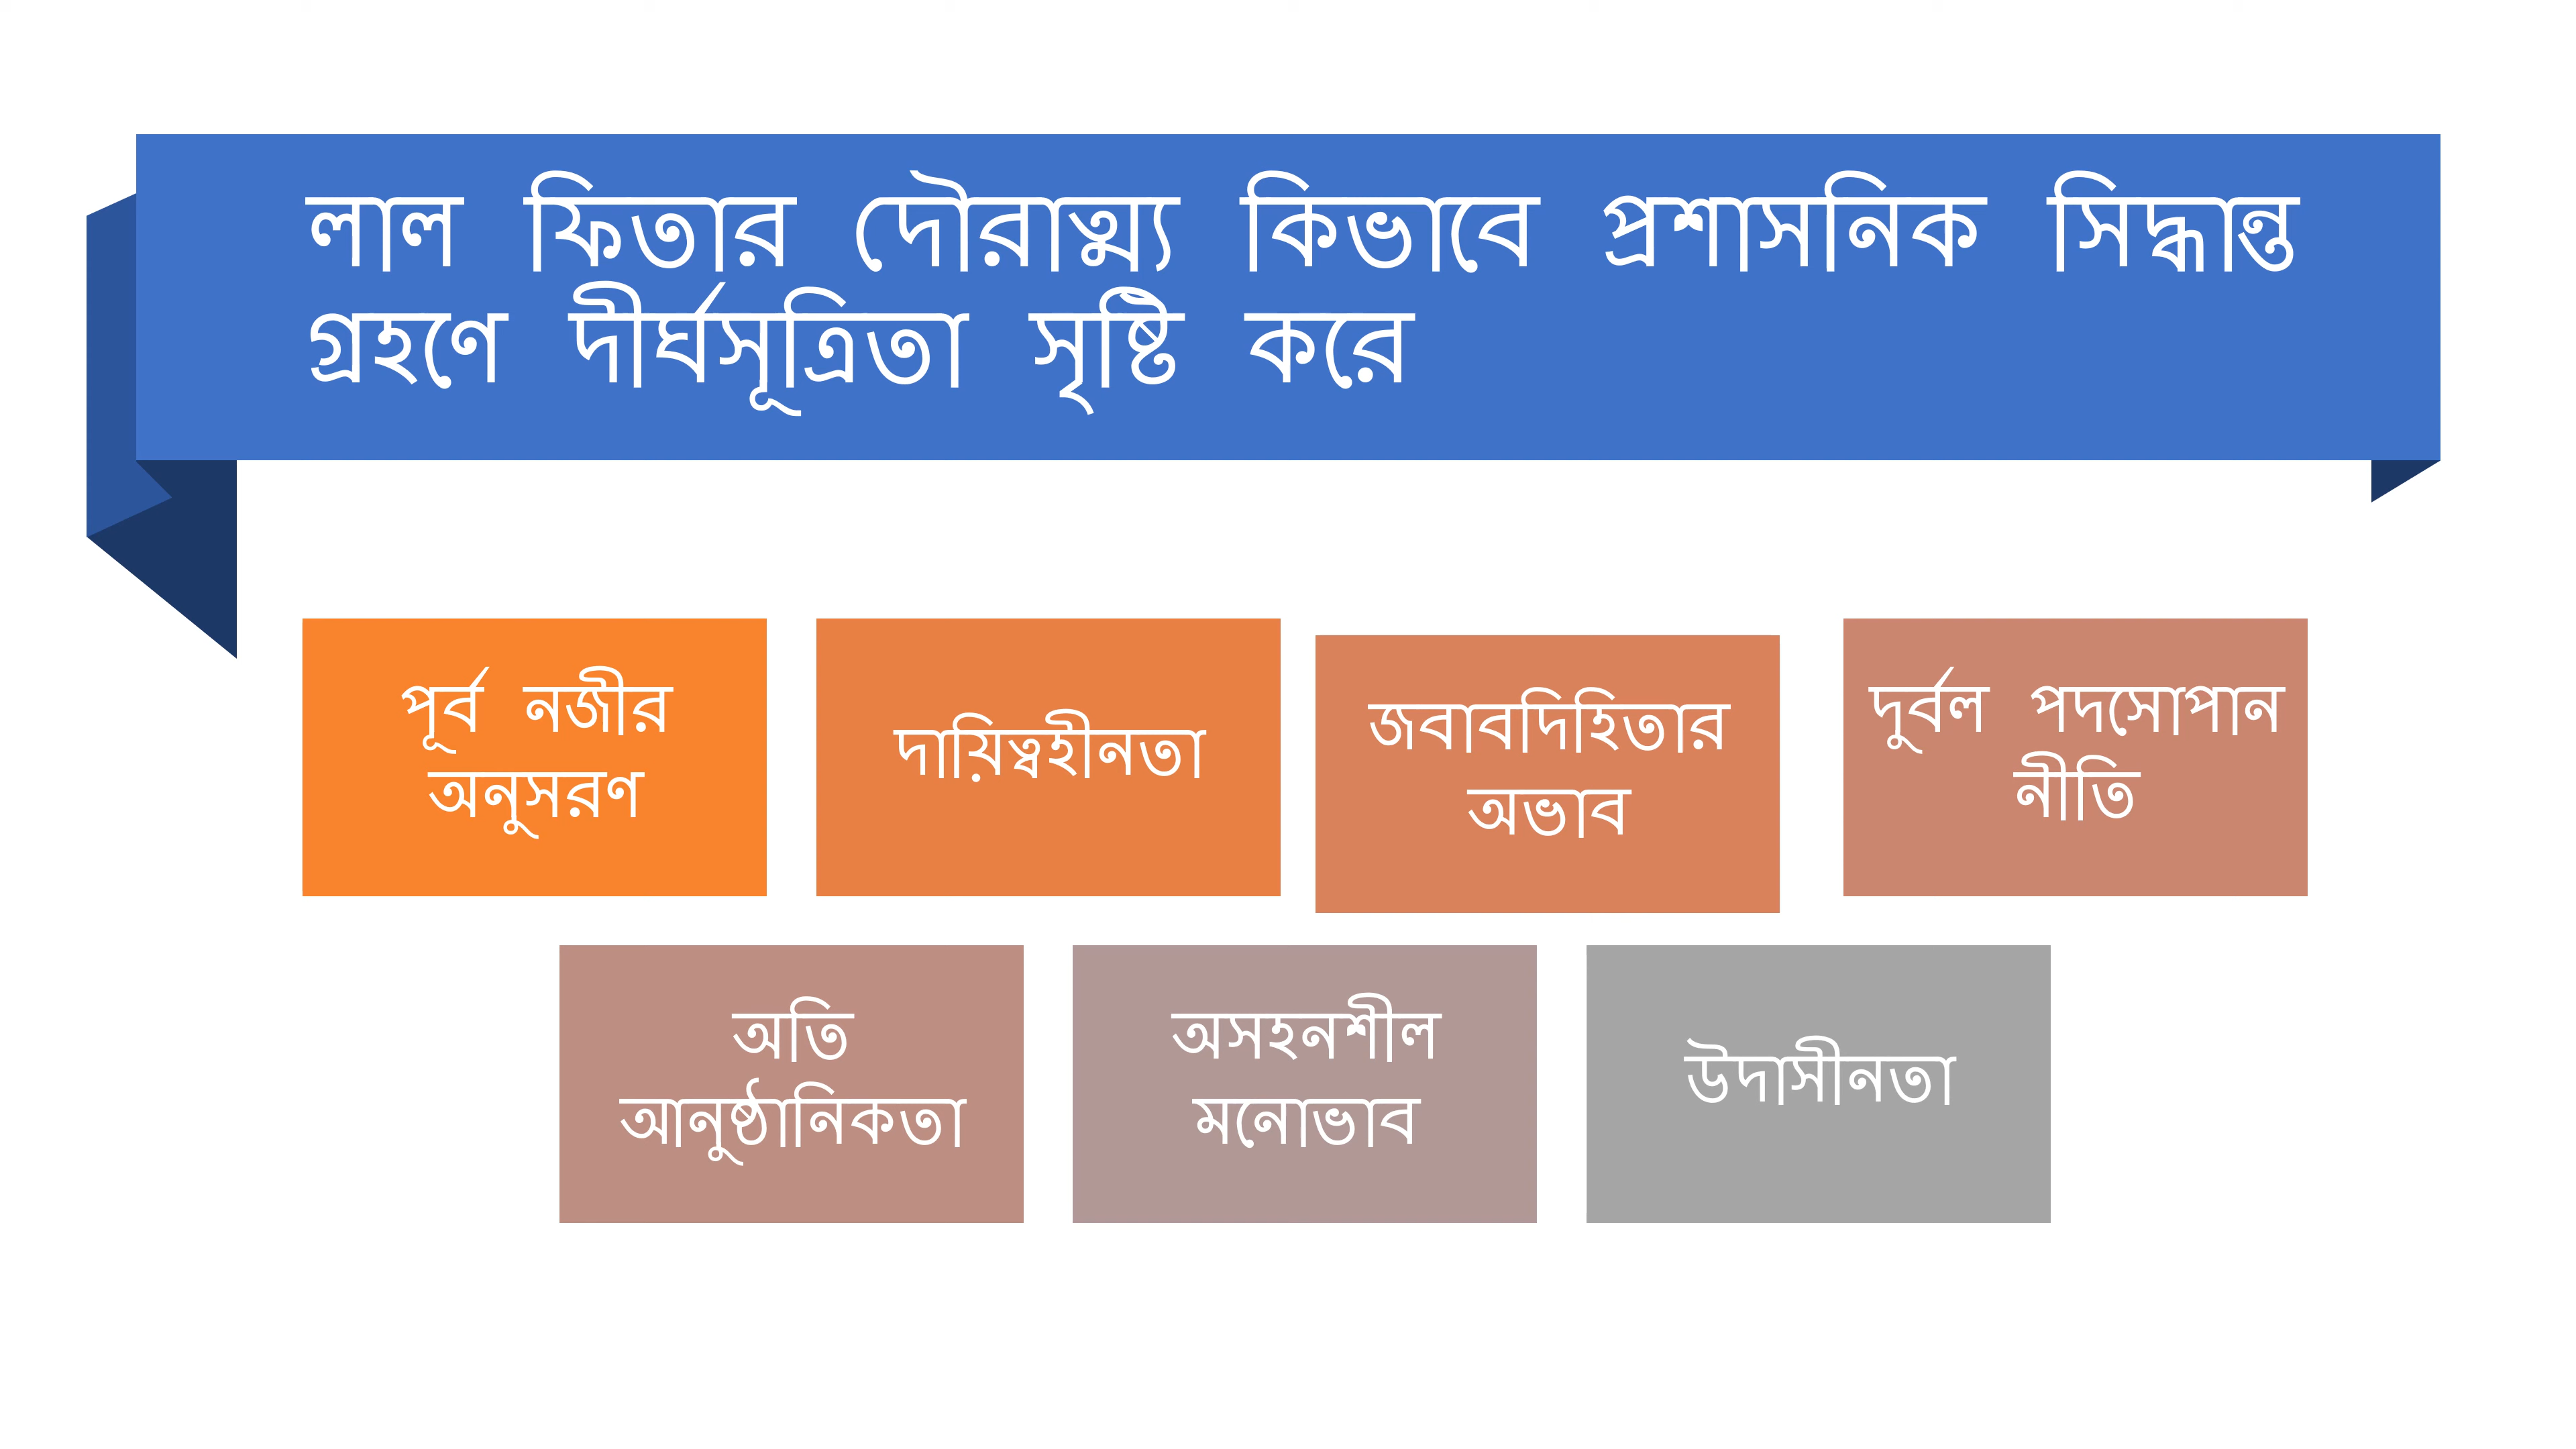 লাল ফিতার দৌরাত্ম্য কিভাবে প্রশাসনিক সিদ্ধান্ত
গ্রহণে দীর্ঘসূত্রিতা সৃষ্টি করে
পূর্ব নজীর
অনুসরণ
দায়িত্বহীনতা
জবাবদিহিতার
অভাব
দুর্বল পদসোপান
নীতি
অতি
আনুষ্ঠানিকতা
অসহনশীল
মনোভাব
উদাসীনতা